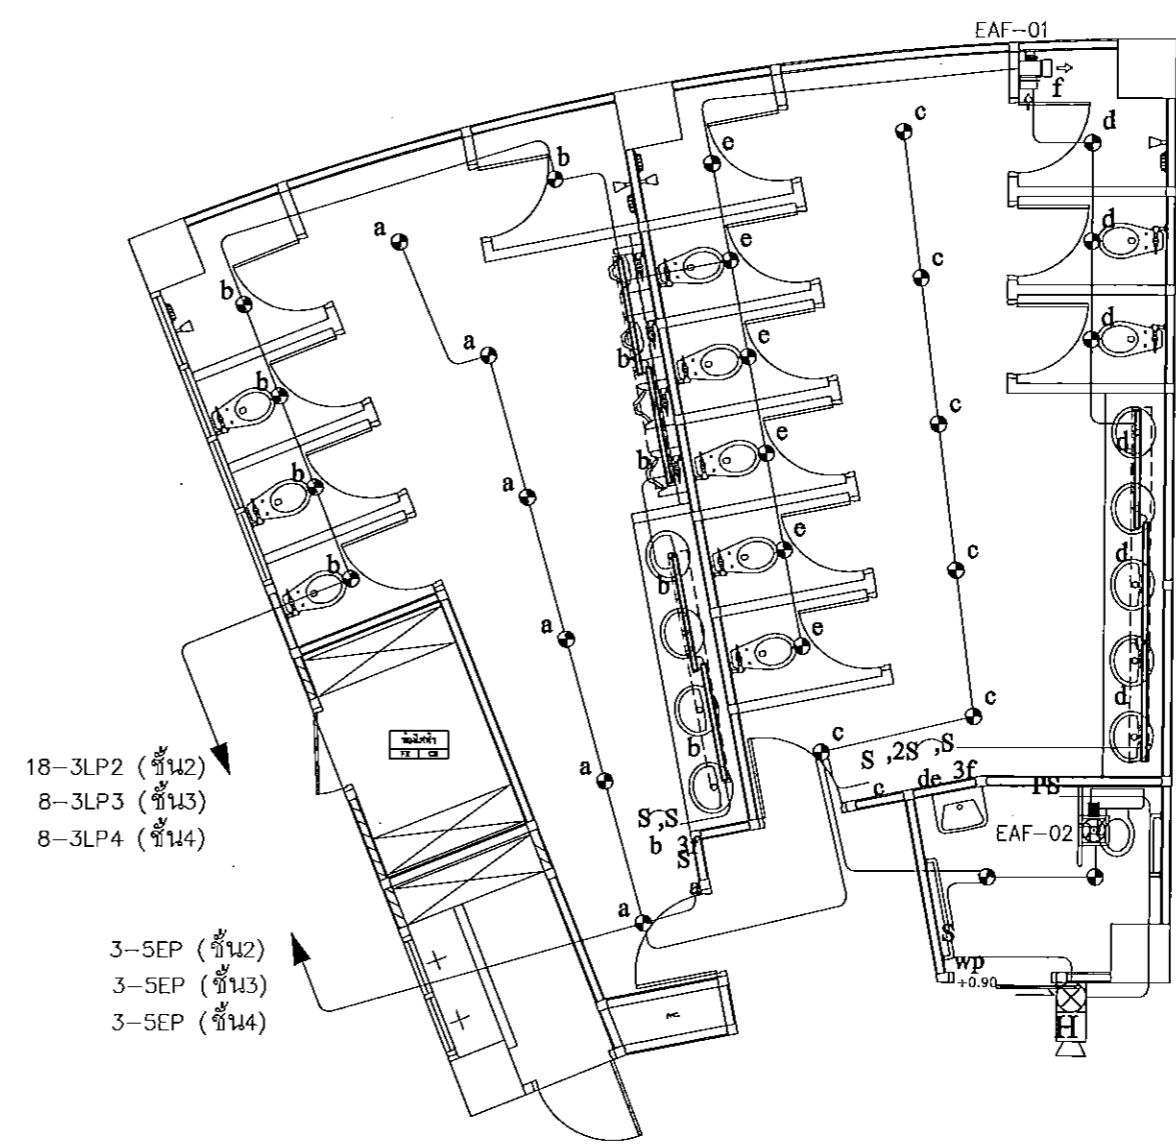 EAF-01
f
d
c
e
b
a
e
d
c
b
a
e
d
b
b
c
e
d
b
b
a
e
d
c
b
b
e
a
d
c
b
a
c
S ,2S ,S
c
de
3f
PS
EAF-02
S ,S
b 3f
S
a
a
S
wp
+0.90
H
18-3LP2 (ชั้น2)
8-3LP3 (ชั้น3)
8-3LP4 (ชั้น4)
3-5EP (ชั้น2)
3-5EP (ชั้น3)
3-5EP (ชั้น4)